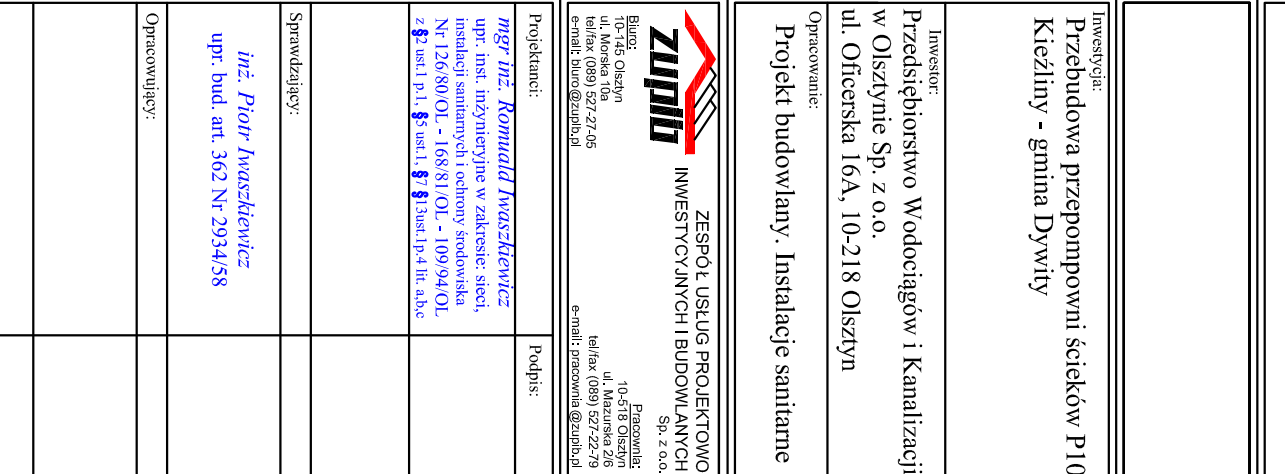 Inwestycja:
Przebudowa przepompowni ścieków P10
Kieźliny - gmina Dywity
Inwestor:
Przedsiębiorstwo Wodociągów i Kanalizacji
w Olsztynie Sp. z o.o.
ul. Oficerska 16A, 10-218 Olsztyn
Opracowanie:
Projekt budowlany. Instalacje sanitarne
zupib
ZESPÓŁ USŁUG PROJEKTOWO
INWESTYCYJNYCH I BUDOWLANYCH
Sp. z o.o.
Biuro:
10-145 Olsztyn
ul. Morska 10a
tel/fax (089) 527-27-05
e-mail: biuro@zupib.pl
Pracownia:
10-518 Olsztyn
ul. Mazurska 2/6
tel/fax (089) 527-22-79
e-mail: pracownia@zupib.pl
Projektanci:
Podpis:
mgr inż. Romuald Iwaszkiewicz
upr. inst. inżynieryjne w zakresie: sieci,
instalacji sanitarnych i ochrony środowiska
Nr 126/80/OL - 168/81/OL - 109/94/OL
z §2 ust.1 p.1, §5 ust.1, §7 §13ust.1p.4 lit. a,b,c
Sprawdzający:
inż. Piotr Iwaszkiewicz
upr. bud. art. 362 Nr 2934/58
Opracowujący: